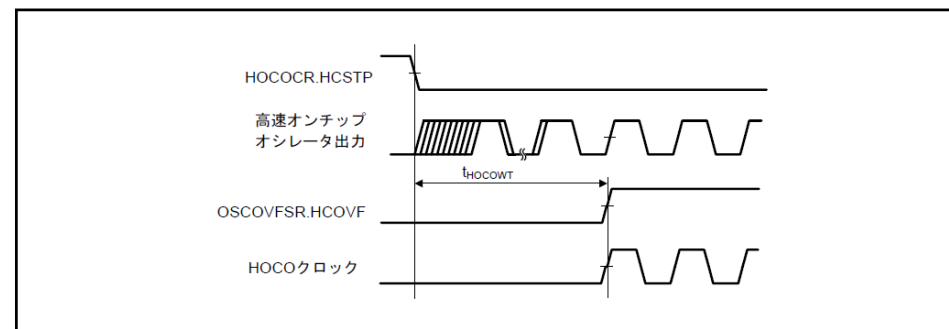 HOCOCR.HCSTP
高速オンチップ
オシレータ出力
tHOCOWT
OSCOVFSR.HCOVF
HOCOクロック